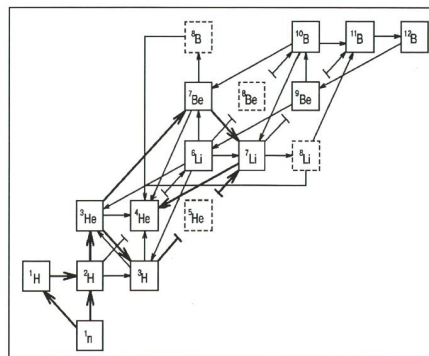 ⁸B ¹⁰B ¹¹B ¹²B
⁷Be ⁸Be ⁹Be
⁶Li ⁷Li ⁸Li
³He ⁴He ⁵He
¹H ²H ³H
¹n